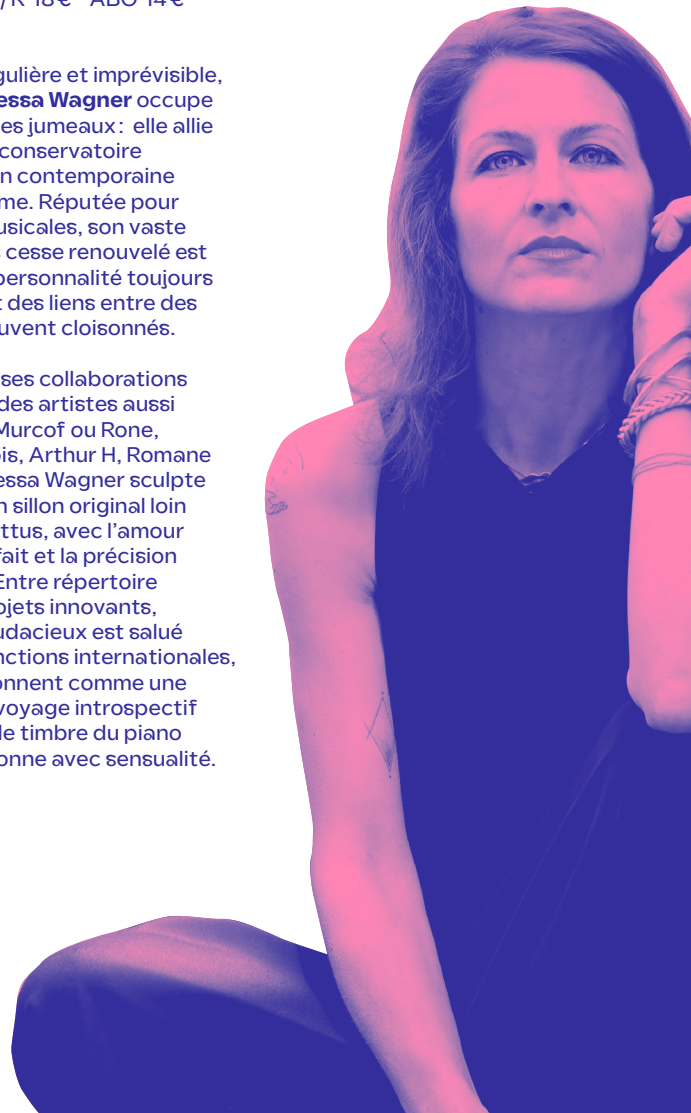 /R 18€ ABO 14€
gulière et imprévisible,
essa Wagner occupe
es jumeaux : elle allie
conservatoire
n contemporaine
me. Réputée pour
usicales, son vaste
cesse renouvelé est
personnalité toujours
t des liens entre des
uvent cloisonnés.
ses collaborations
des artistes aussi
Murcof ou Rone,
is, Arthur H, Romane
essa Wagner sculpte
n sillon original loin
ttus, avec l’amour
fait et la précision
Entre répertoire
ojets innovants,
udacieux est salué
nctions internationales,
onnent comme une
voyage introspectif
le timbre du piano
onne avec sensualité.